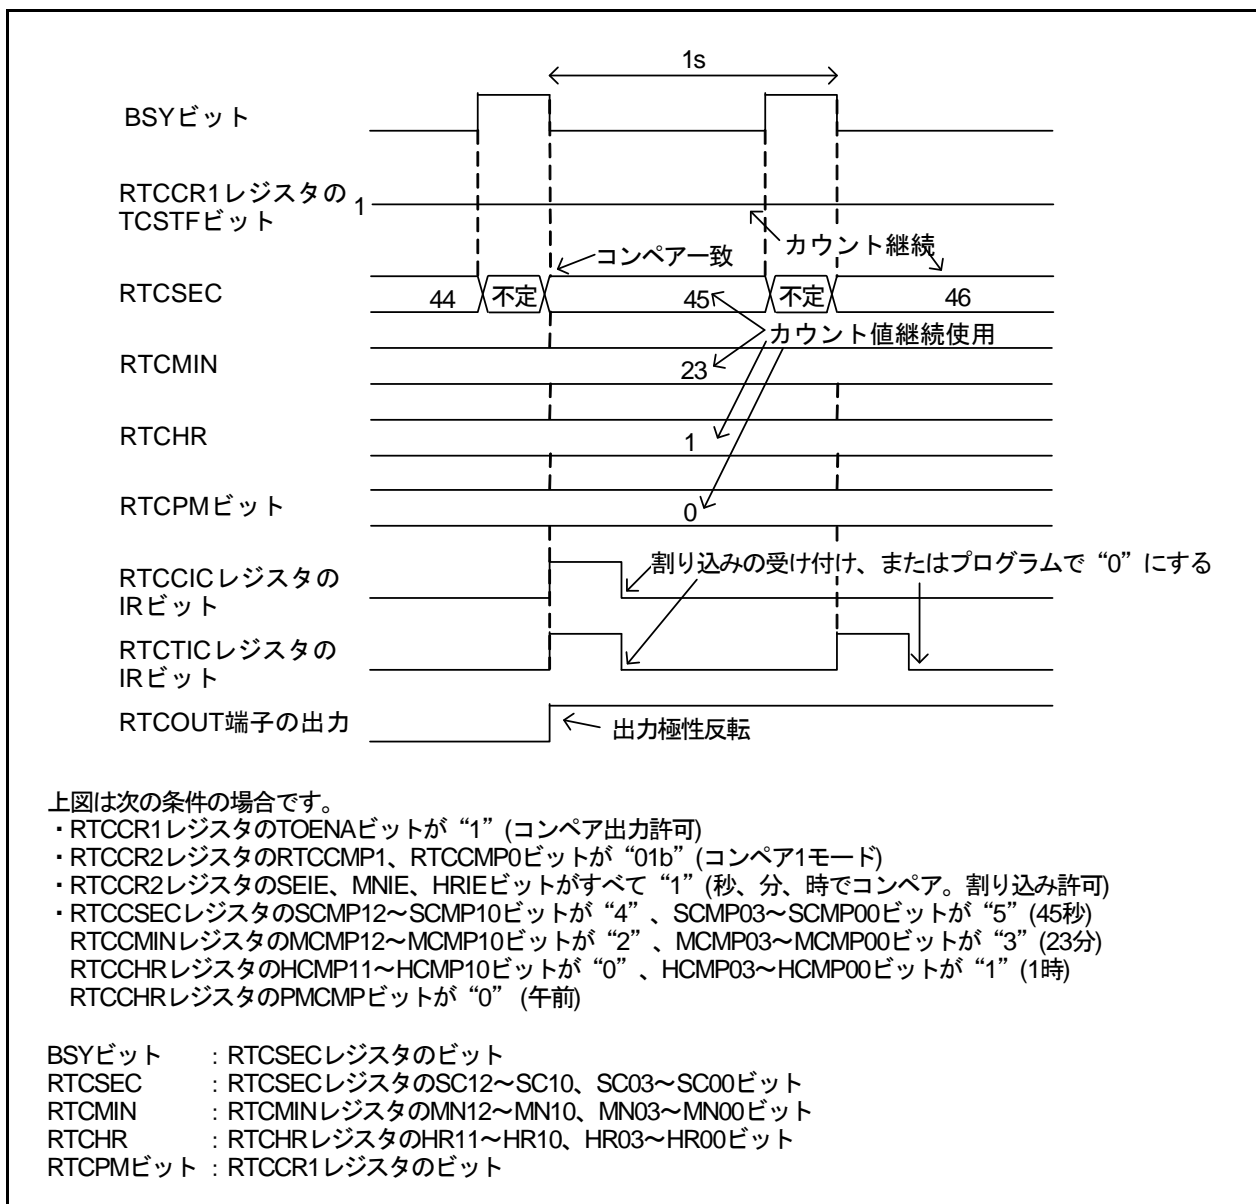 1s
BSYビット
RTCCR1レジスタの
TCSTFビット
1
カウント継続
コンペア一致
RTCSEC
44
不定
45
不定
46
カウント値継続使用
RTCMIN
23
RTCHR
1
RTCPMビット
0
割り込みの受け付け、またはプログラムで“0”にする
RTCCICレジスタの
IRビット
RTCTICレジスタの
IRビット
RTCOUT端子の出力
出力極性反転
上図は次の条件の場合です。
・RTCCR1レジスタのTOENAビットが“1”(コンペア出力許可)
・RTCCR2レジスタのRTCCMP1、RTCCMP0ビットが“01b”(コンペア1モード)
・RTCCR2レジスタのSEIE、MNIE、HRIEビットがすべて“1”(秒、分、時でコンペア。割り込み許可)
・RTCCSECレジスタのSCMP12～SCMP10ビットが“4”、SCMP03～SCMP00ビットが“5”(45秒)
RTCCMINレジスタのMCMP12～MCMP10ビットが“2”、MCMP03～MCMP00ビットが“3”(23分)
RTCCHRレジスタのHCMP11～HCMP10ビットが“0”、HCMP03～HCMP00ビットが“1”(1時)
RTCCHRレジスタのPMCMPビットが“0”(午前)
BSYビット : RTCSECレジスタのビット
RTCSEC : RTCSECレジスタのSC12～SC10、SC03～SC00ビット
RTCMIN : RTCMINレジスタのMN12～MN10、MN03～MN00ビット
RTCHR : RTCHRレジスタのHR11～HR10、HR03～HR00ビット
RTCPMビット : RTCCR1レジスタのビット